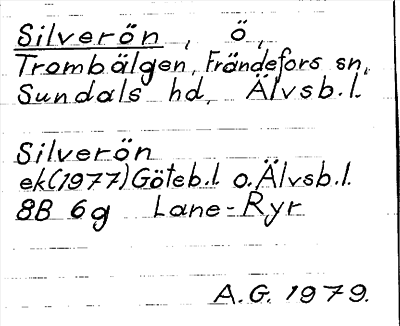 Silverön, ö,
Trombälgen, Frändefors sn,
Sundals hd, Älvsb.l.
Silverön
ek(1977)Göteb.l o.Älvsb.l.
8B 6g Lane-Ryr
A.G. 1979.